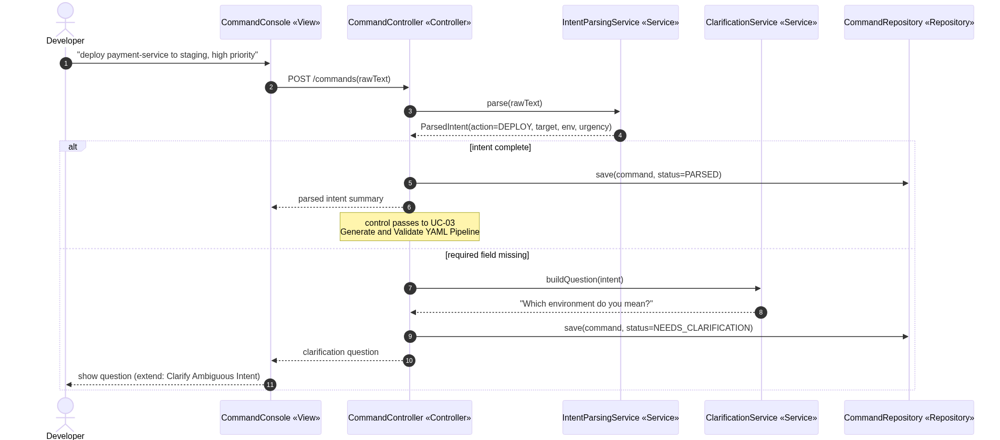 CommandConsole «View»
CommandController «Controller»
IntentParsingService «Service»
ClarificationService «Service»
CommandRepository «Repository»
Developer
"deploy payment-service to staging, high priority"
1
POST /commands(rawText)
2
parse(rawText)
3
ParsedIntent(action=DEPLOY, target, env, urgency)
4
alt
[intent complete]
save(command, status=PARSED)
5
parsed intent summary
6
control passes to UC-03
Generate and Validate YAML Pipeline
[required field missing]
buildQuestion(intent)
7
"Which environment do you mean?"
8
save(command, status=NEEDS_CLARIFICATION)
9
clarification question
10
show question (extend: Clarify Ambiguous Intent)
11
CommandConsole «View»
CommandController «Controller»
IntentParsingService «Service»
ClarificationService «Service»
CommandRepository «Repository»
Developer